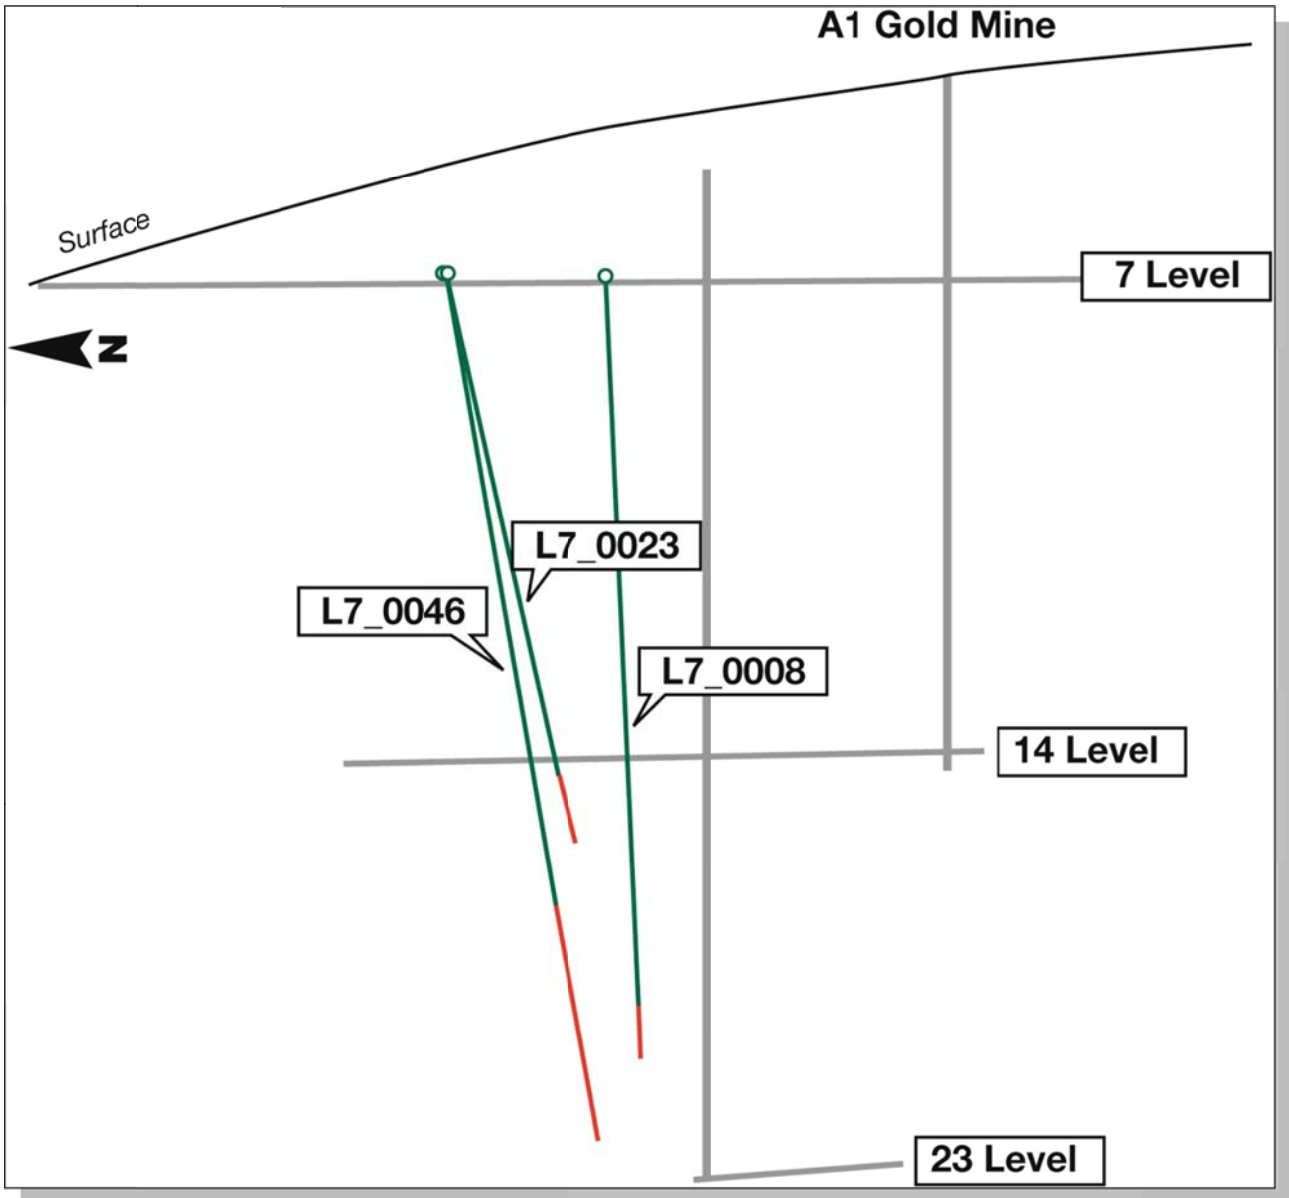 A1 Gold Mine
Surface
7 Level
N
L7_0023
L7_0046
L7_0008
14 Level
23 Level